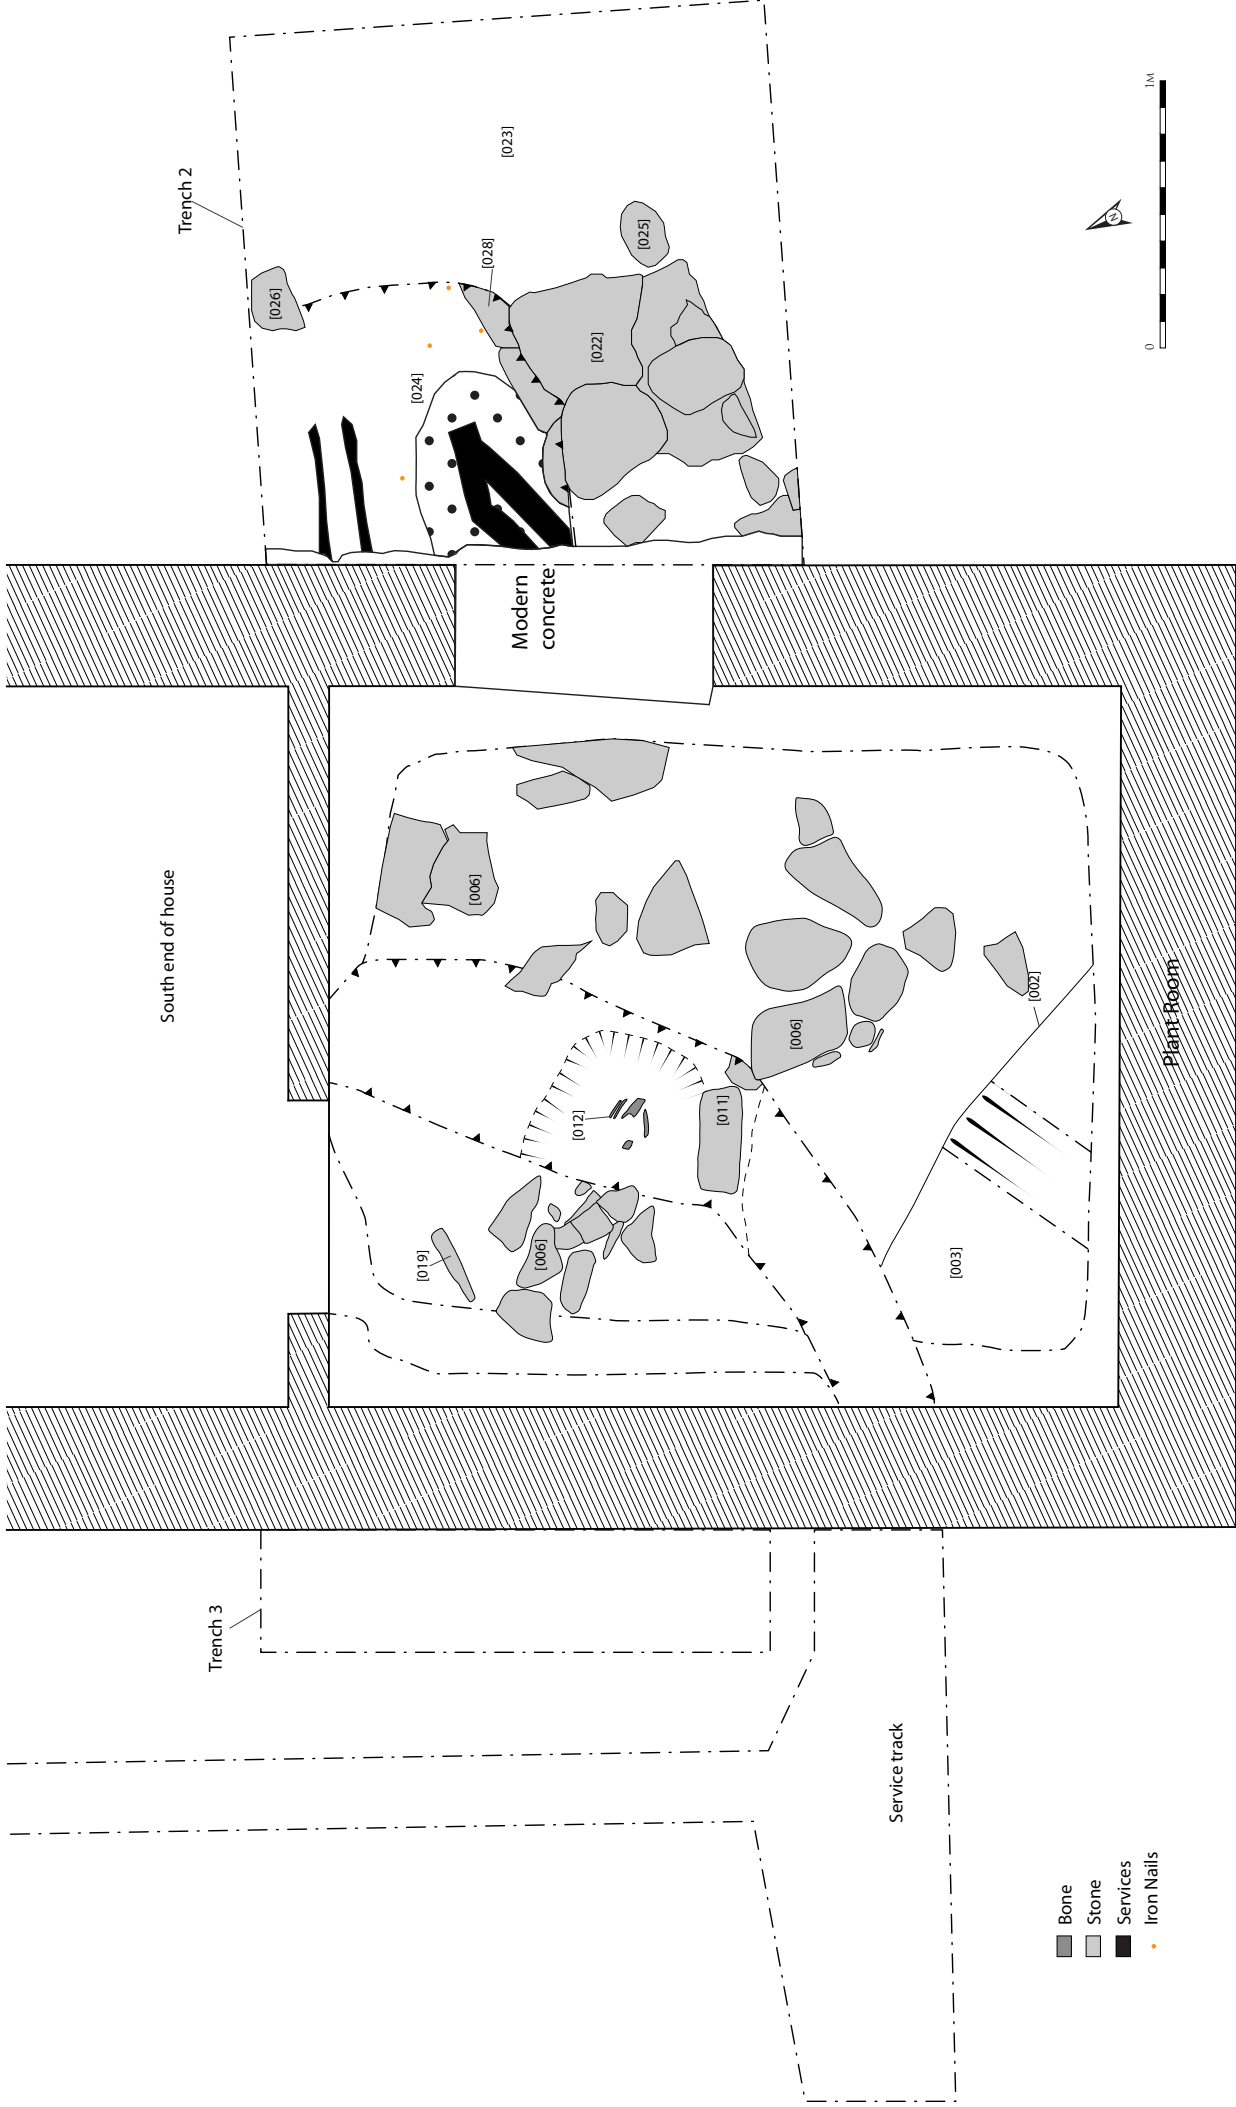 Trench 2
[023]
[026]
[028]
[025]
[022]
[024]
1M
N
0
Modern
concrete
South end of house
[006]
[002]
[006]
[012]
[011]
[019]
[006]
[003]
Plant Room
Trench 3
Service track
Bone
Stone
Services
Iron Nails